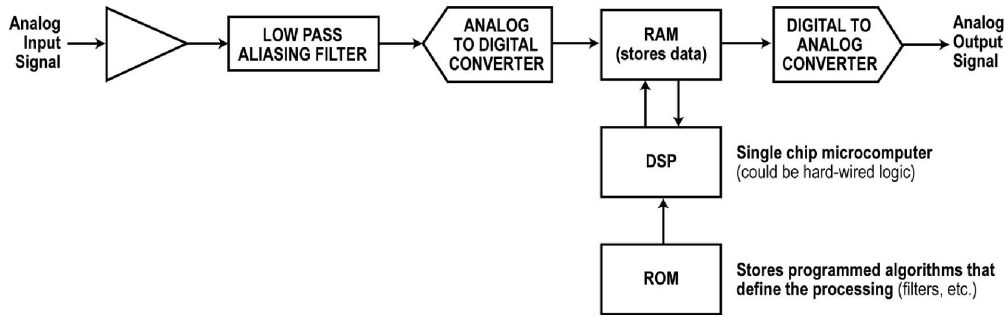 Analog
Input
Signal
LOW PASS
ALIASING FILTER
ANALOG
TO DIGITAL
CONVERTER
RAM
(stores data)
DIGITAL TO
ANALOG
CONVERTER
Analog
Output
Signal
DSP
Single chip microcomputer
(could be hard-wired logic)
ROM
Stores programmed algorithms that
define the processing (filters, etc.)